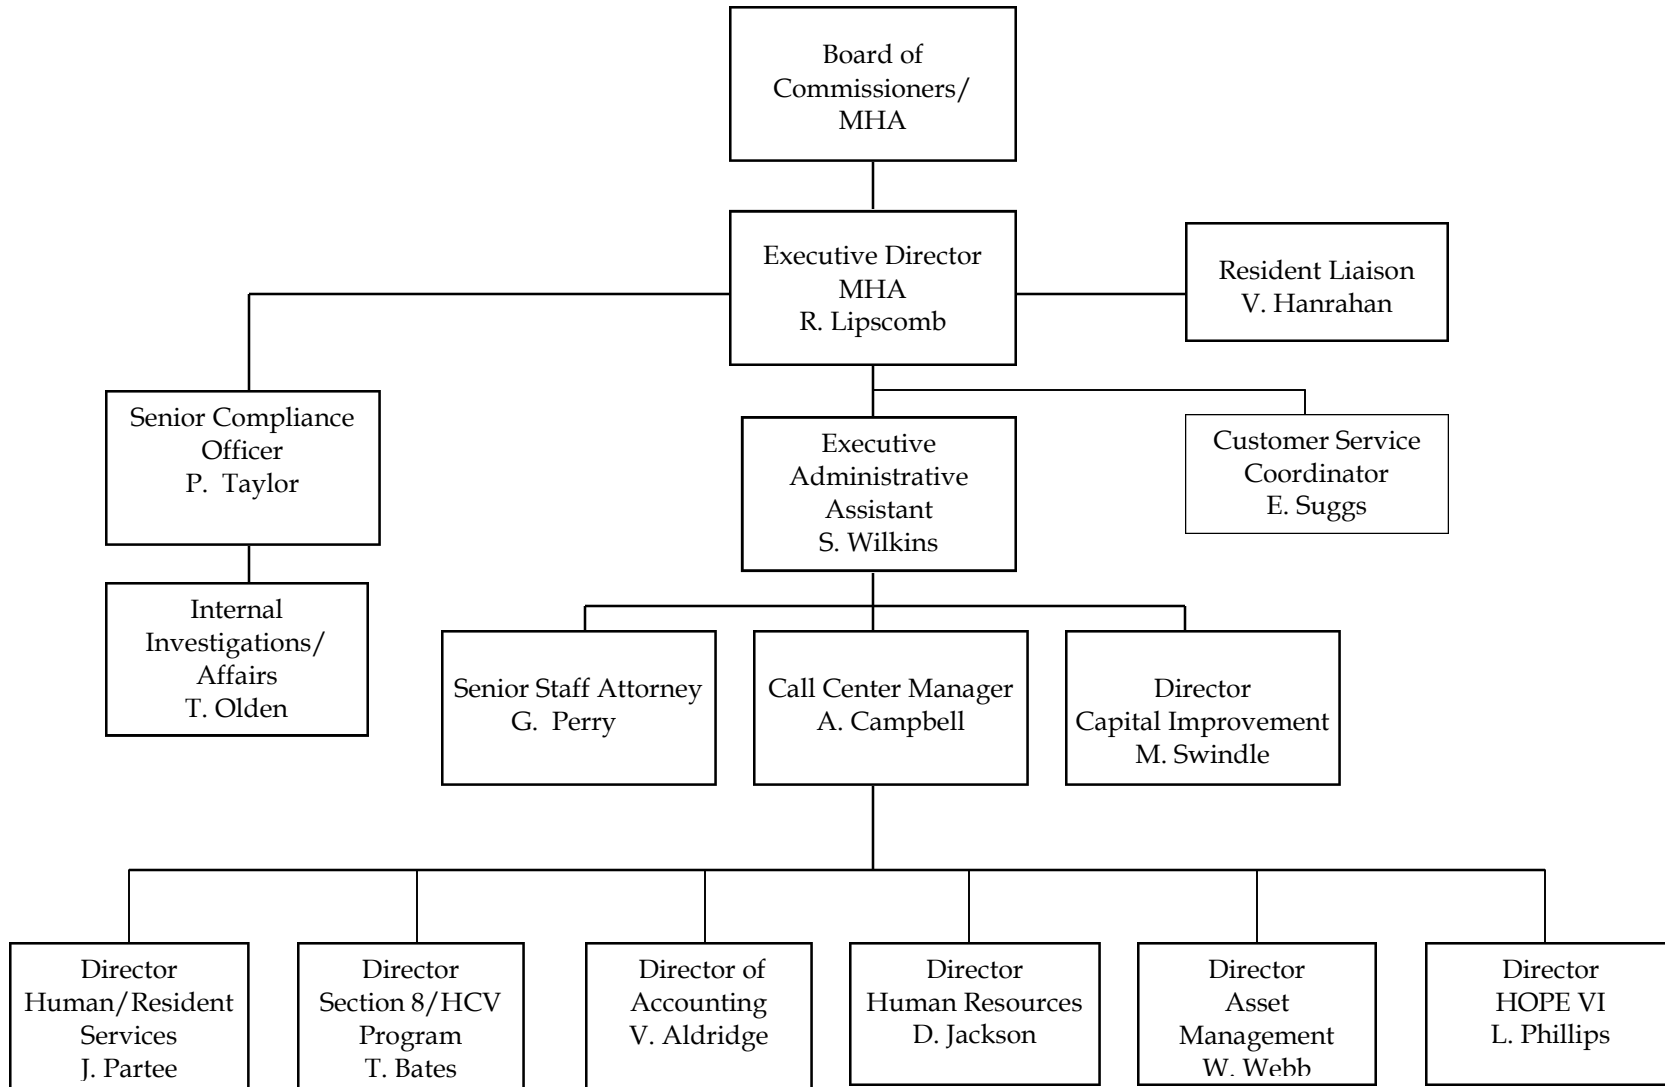 Board of
Commissioners/
MHA
Executive Director
MHA
R. Lipscomb
Resident Liaison
V. Hanrahan
Senior Compliance
Officer
P. Taylor
Executive
Administrative
Assistant
S. Wilkins
Customer Service
Coordinator
E. Suggs
Internal
Investigations/
Affairs
T. Olden
Senior Staff Attorney
G. Perry
Call Center Manager
A. Campbell
Director
Capital Improvement
M. Swindle
Director
Human/Resident
Services
J. Partee
Director
Section 8/HCV
Program
T. Bates
Director of
Accounting
V. Aldridge
Director
Human Resources
D. Jackson
Director
Asset
Management
W. Webb
Director
HOPE VI
L. Phillips